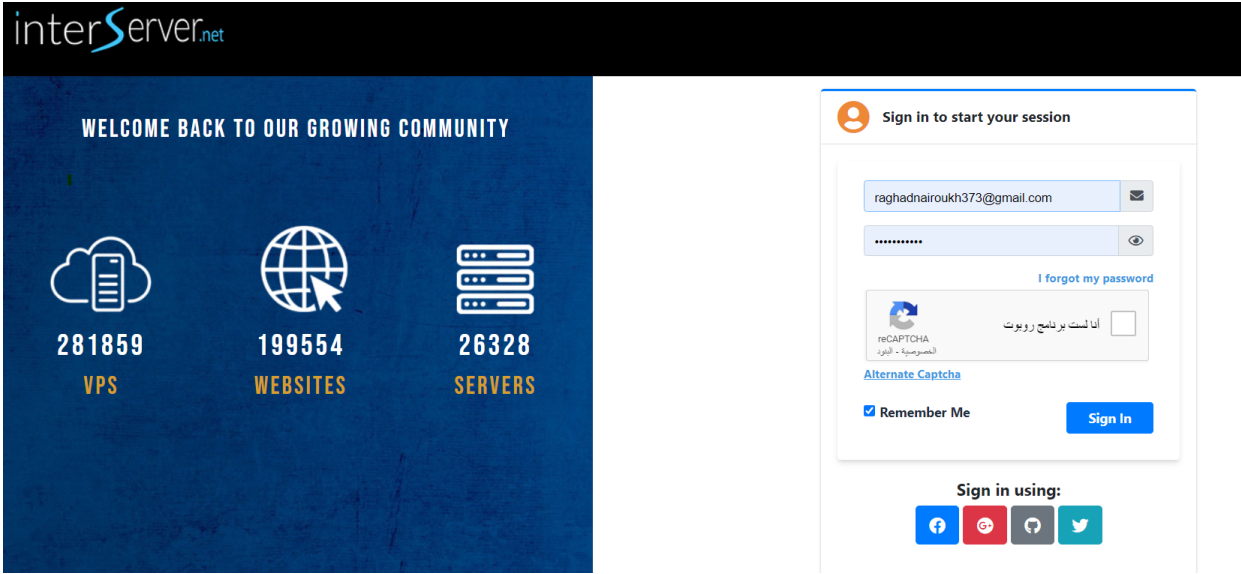 interServer.net
WELCOME BACK TO OUR GROWING COMMUNITY
281859
VPS
199554
WEBSITES
26328
SERVERS
Sign in to start your session
raghadnairoukh373@gmail.com
•••••••••••
I forgot my password
أنا لست برنامج روبوت
reCAPTCHA
الخصوصية - البنود
Alternate Captcha
Remember Me
Sign In
Sign in using: